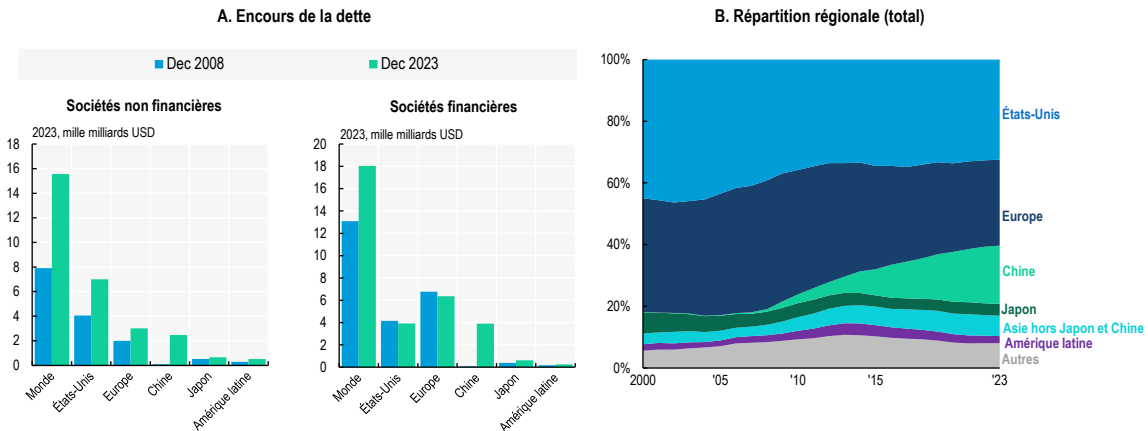 A. Encours de la dette
Dec 2008
Dec 2023
Sociétés non financières
2023, mille milliards USD
18
16
14
12
10
8
6
4
2
0
Monde
États-Unis
Europe
Chine
Japon
Amérique latine
Sociétés financières
2023, mille milliards USD
20
18
16
14
12
10
8
6
4
2
0
Monde
États-Unis
Europe
Chine
Japon
Amérique latine
B. Répartition régionale (total)
100%
80%
60%
40%
20%
0%
2000
'05
'10
'15
'23
États-Unis
Europe
Chine
Japon
Asie hors Japon et Chine
Amérique latine
Autres